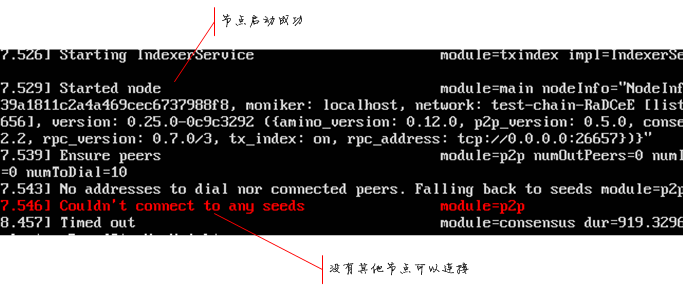 节点启动成功
7.526] Starting IndexerService module=txindex impl=IndexerSe
7.529] Started node module=main nodeInfo="NodeInf
39a1811c2a4a469cec6737988f8, moniker: localhost, network: test-chain-RaDCeE [list
656], version: 0.25.0-0c9c3292 ({amino_version: 0.12.0, p2p_version: 0.5.0, conse
2.2, rpc_version: 0.7.0/3, tx_index: on, rpc_address: tcp://0.0.0.0:26657})}"
7.539] Ensure peers module=p2p numOutPeers=0 numI
=0 numToDial=10
7.543] No addresses to dial nor connected peers. Falling back to seeds module=p2p
7.546] Couldn't connect to any seeds module=p2p
8.457] Timed out module=consensus dur=919.3296
没有其他节点可以连接